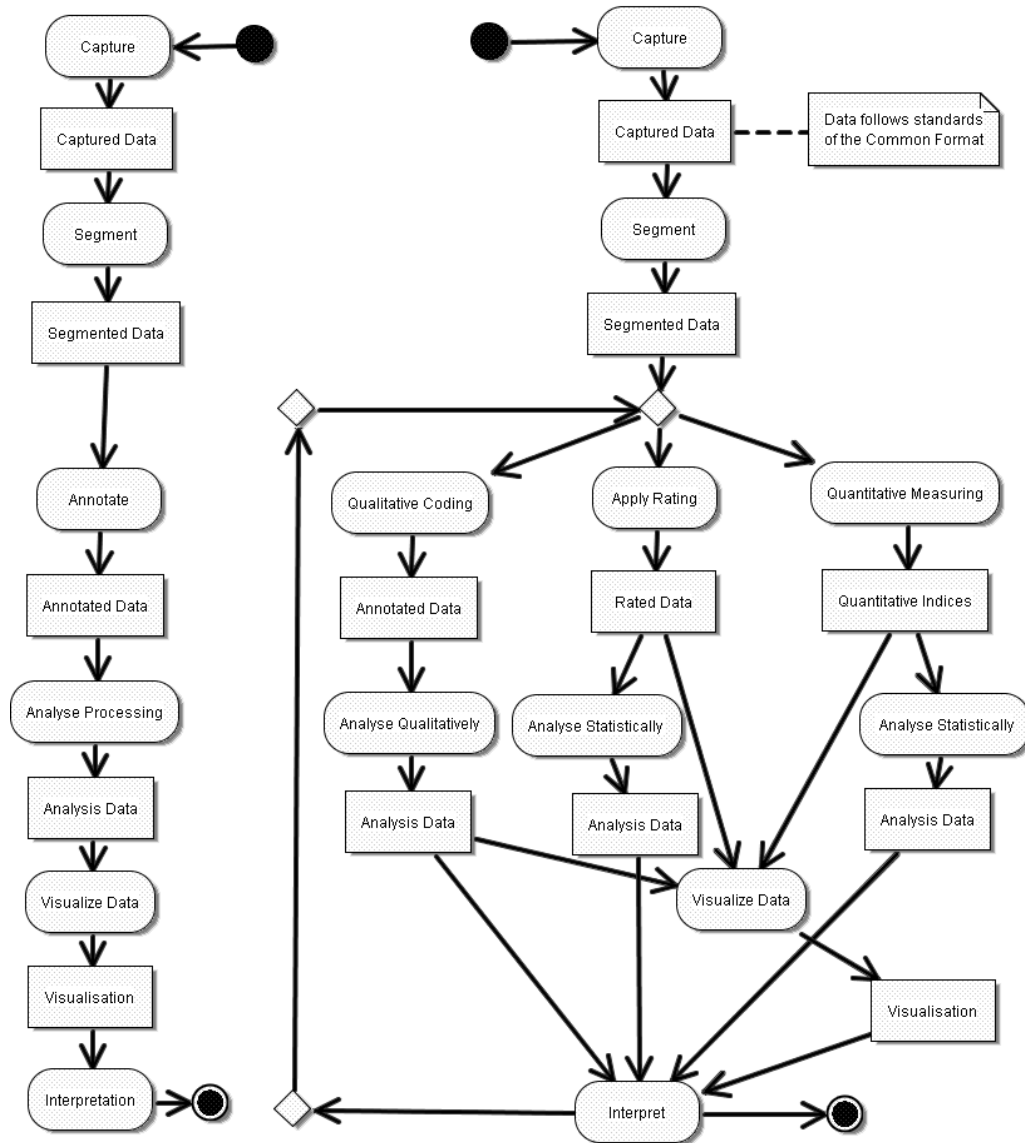 Capture
Captured Data
Segment
Segmented Data
Annotate
Annotated Data
Analyse Processing
Analysis Data
Visualize Data
Visualisation
Interpretation
Capture
Captured Data
Data follows standards
of the Common Format
Segment
Segmented Data
Qualitative Coding
Apply Rating
Quantitative Measuring
Annotated Data
Rated Data
Quantitative Indices
Analyse Qualitatively
Analyse Statistically
Analyse Statistically
Analysis Data
Analysis Data
Analysis Data
Visualize Data
Visualisation
Interpret